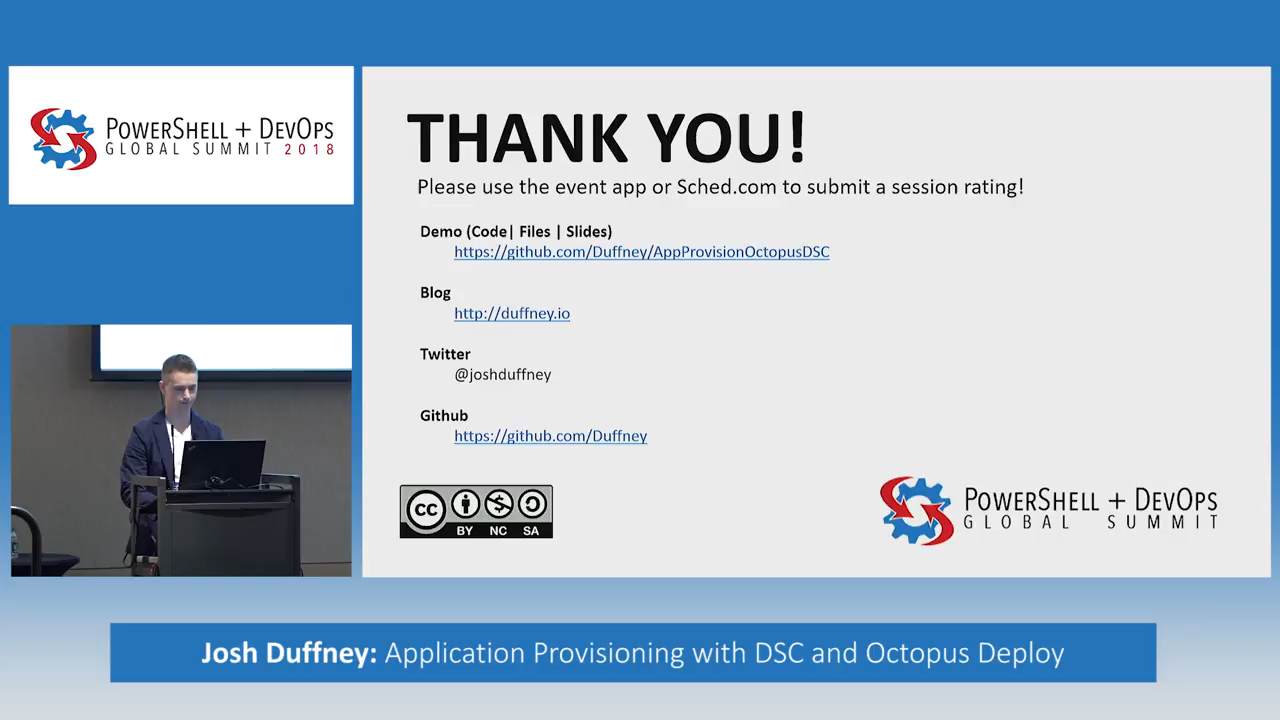 POWERSHELL + DEVOPS
GLOBAL SUMMIT 2018
THANK YOU!
Please use the event app or Sched.com to submit a session rating!
Demo (Code| Files | Slides)
https://github.com/Duffney/AppProvisionOctopusDSC
Blog
http://duffney.io
Twitter
@joshduffney
Github
https://github.com/Duffney
cc
BY NC SA
POWERSHELL + DEVOPS
GLOBAL SUMMIT
Josh Duffney: Application Provisioning with DSC and Octopus Deploy